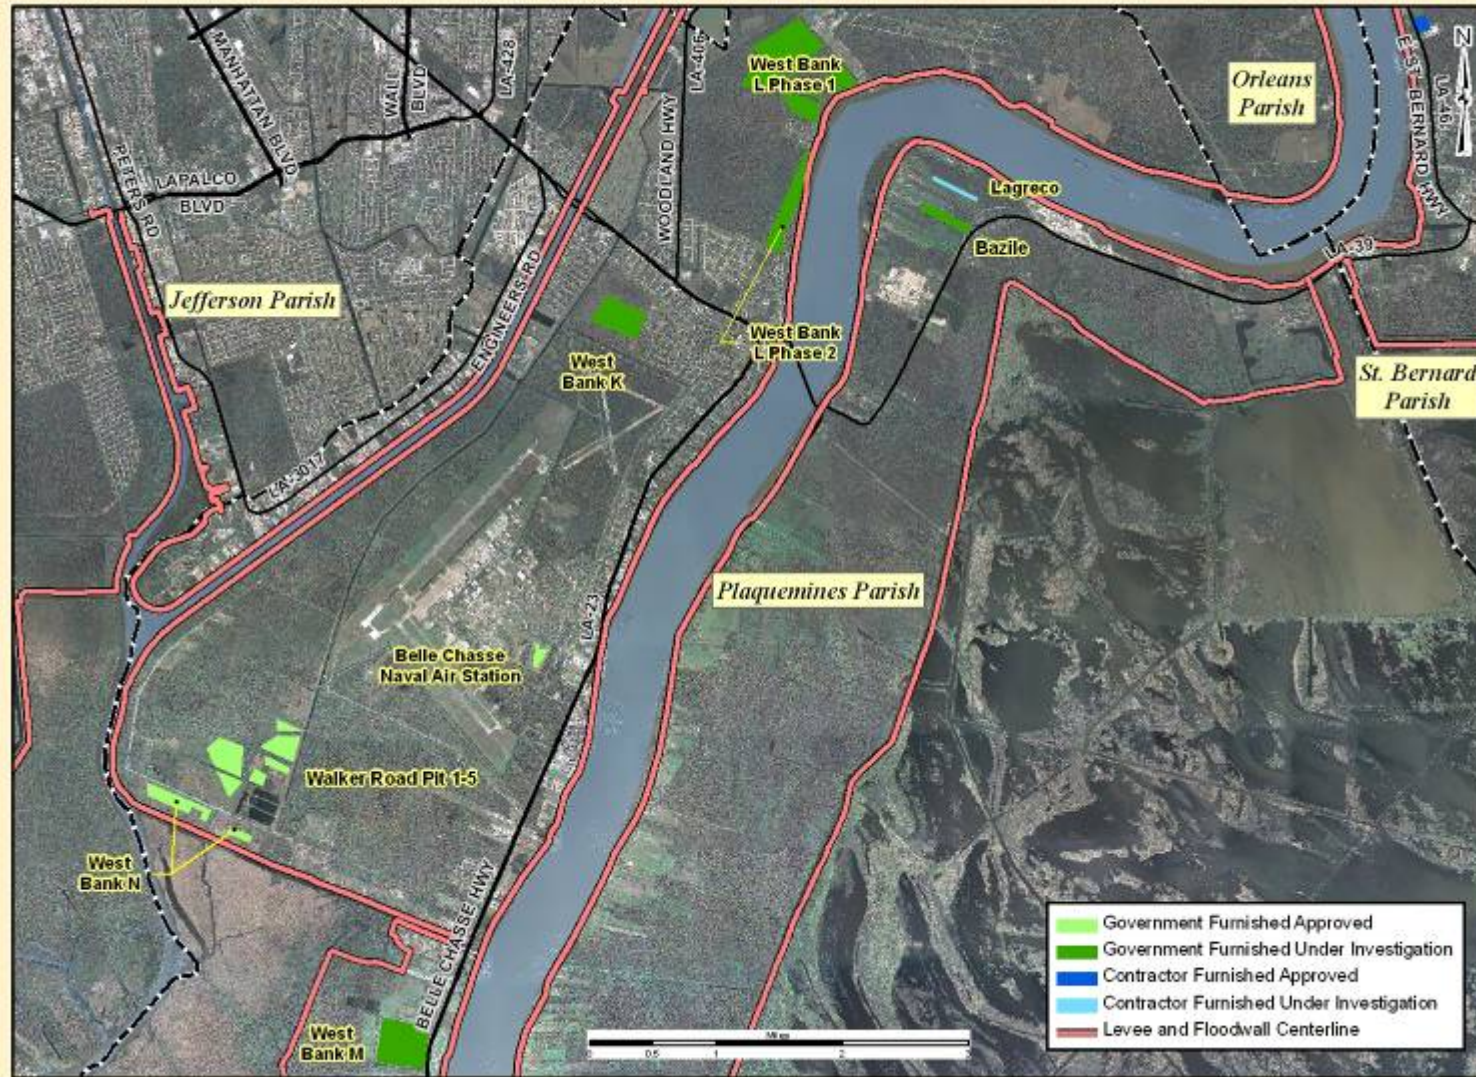 MANHATTAN BLVD
WALL
BLVD
LA-428
LA-406
WOODLAND HWY
West Bank
L Phase 1
Orleans
Parish
E ST. BERNARD HWY
LA-46
N
PETERS RD
LAPALCO
BLVD
Lagreco
Bazile
LA-39
Jefferson Parish
ENGINEERS RD
West Bank
L Phase 2
West
Bank K
St. Bernard
Parish
LA-3017
LA-23
Plaquemines Parish
Belle Chasse
Naval Air Station
Walker Road Pit 1-5
West
Bank N
BELLE CHASSE HWY
West
Bank M
Miles
0 0.5 1 2 3
Government Furnished Approved
Government Furnished Under Investigation
Contractor Furnished Approved
Contractor Furnished Under Investigation
Levee and Floodwall Centerline